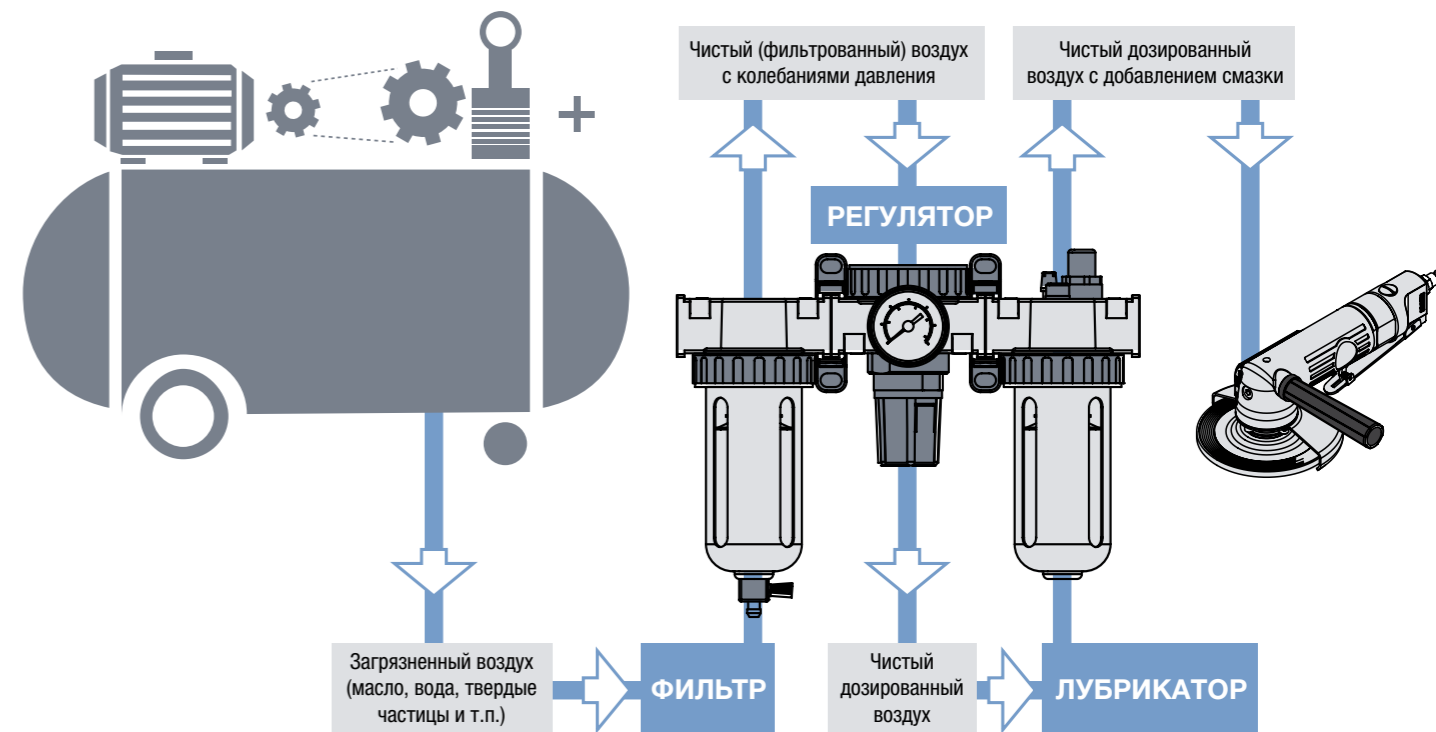 Чистый (фильтрованный) воздух
с колебаниями давления
Чистый дозированный
воздух с добавлением смазки
РЕГУЛЯТОР
Загрязненный воздух
(масло, вода, твердые
частицы и т.п.)
ФИЛЬТР
Чистый
дозированный
воздух
ЛУБРИКАТОР